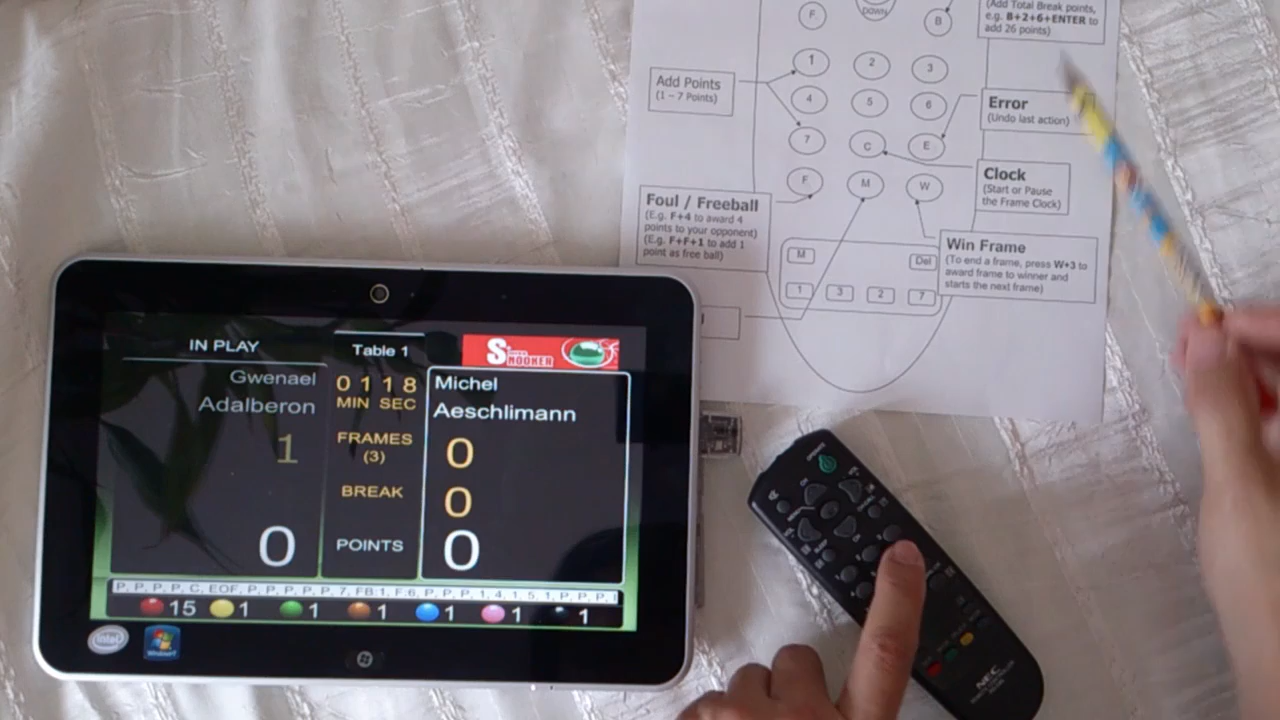 (Add Total Break points,
e.g. B+2+6+ENTER to
add 26 points)
DOWN
F
B
1
2
3
Add Points
(1 – 7 Points)
4
5
6
Error
(Undo last action)
7
C
E
Clock
(Start or Pause
the Frame Clock)
F
M
W
Foul / Freeball
(E.g. F+4 to award 4
points to your opponent)
(E.g. F+F+1 to add 1
point as free ball)
Win Frame
(To end a frame, press W+3 to
award frame to winner and
starts the next frame)
M
Del
1
3
2
7
IN PLAY
Table 1
SNOOKER
Gwenael
Adalberon
0 1 1 8
MIN SEC
Michel
Aeschlimann
1
FRAMES
(3)
0
BREAK
0
0
POINTS
0
P, P, P, P, C, EOF, P, P, P, P, P, 7, FB 1, F:6, P, P, P, 1, 4, 1, 5, 1, P, P, P,
15
1
1
1
1
1
1
intel
Windows 7
NEC